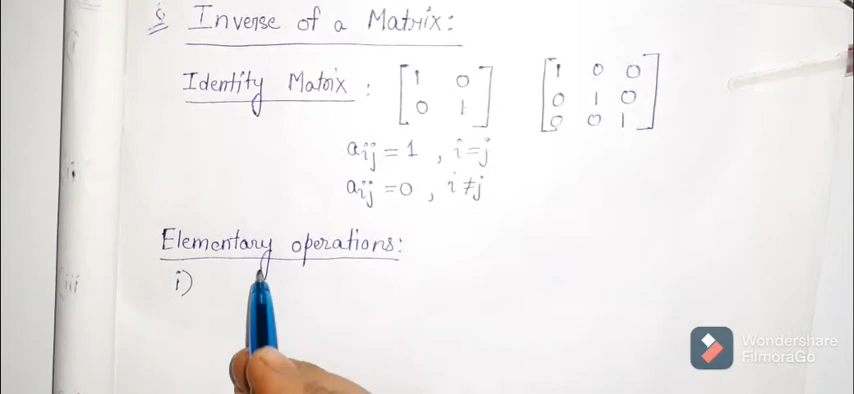 Inverse of a Matrix:
Identity Matrix : [1 0 0 1] [1 0 0 0 1 0 0 0 1]
aij = 1 , i=j
aij = 0 , i≠j
Elementary operations:
i)
iii
Wondershare
FilmoraGo